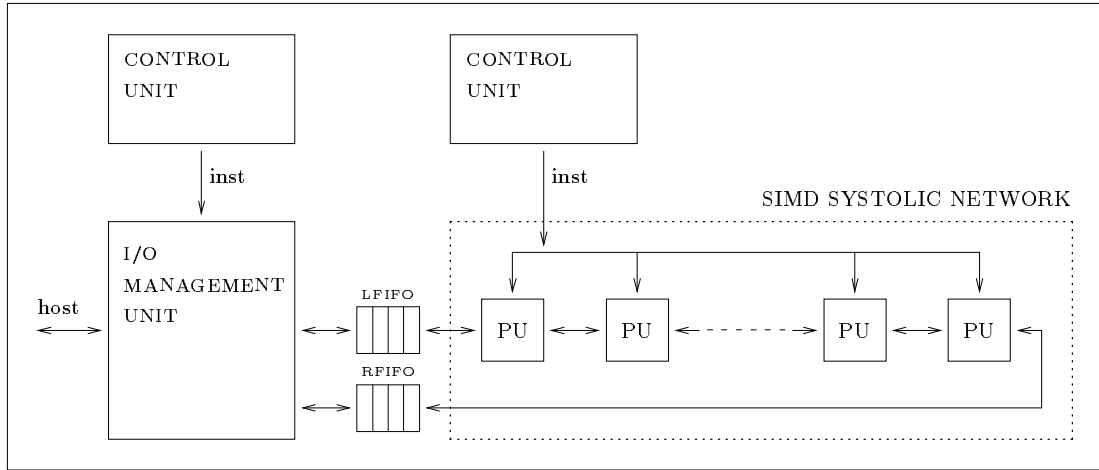 CONTROL
UNIT
CONTROL
UNIT
inst
inst
SIMD SYSTOLIC NETWORK
I/O
MANAGEMENT
UNIT
host
LFIFO
PU
PU
PU
PU
RFIFO